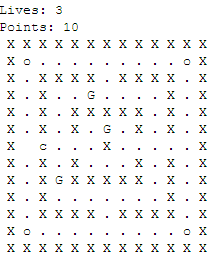 Lives: 3
Points: 10
X X X X X X X X X X X X X
X o . . . . . . . . . o X
X . X X X X . X X X X . X
X . X . . G . . . . X . X
X . X . X X X X X . X . X
X . X . X . G . X . X . X
X . c . . . X . . . . . X
X . X . X . . . X . X . X
X . X G X X X X X . X . X
X . X . . . . . . . X . X
X . X X X X . X X X X . X
X o . . . . . . . . . o X
X X X X X X X X X X X X X